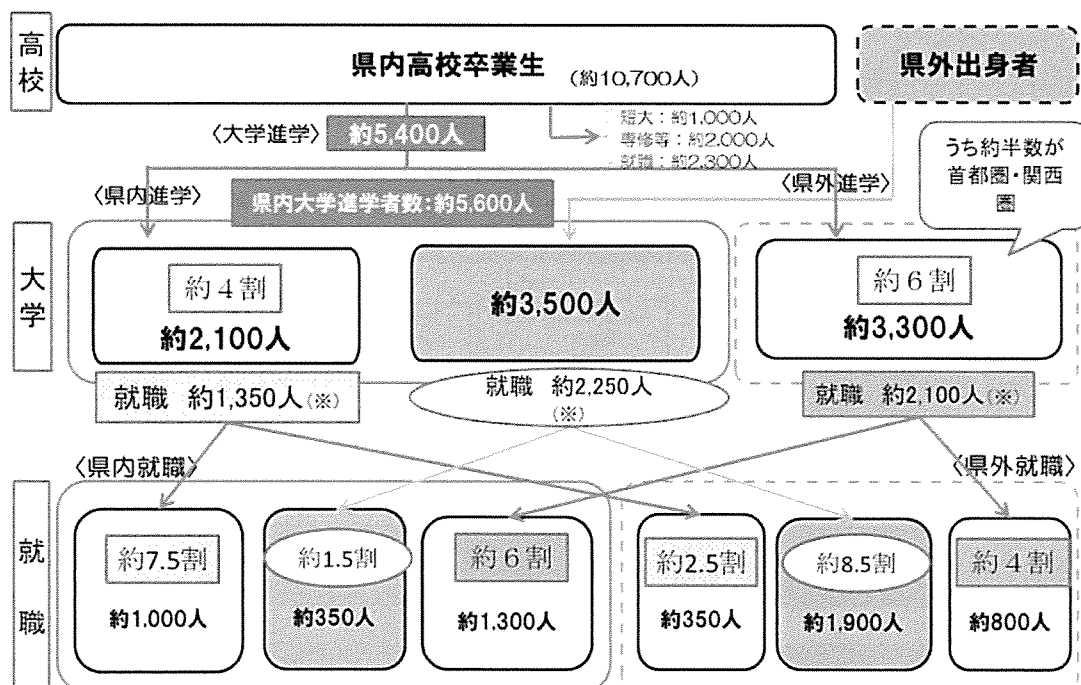 高校
県内高校卒業生 (約10,700人)
県外出身者
〈大学進学〉 約5,400人
短大:約1,000人
専修等:約2,000人
就職:約2,300人
うち約半数が
首都圏・関西
圏
〈県内進学〉
県内大学進学者数:約5,600人
〈県外進学〉
大学
約4割
約2,100人
約3,500人
約6割
約3,300人
就職 約1,350人(※)
就職 約2,250人
(※)
就職 約2,100人(※)
〈県内就職〉
〈県外就職〉
就職
約7.5割
約1,000人
約1.5割
約350人
約6割
約1,300人
約2.5割
約350人
約8.5割
約1,900人
約4割
約800人